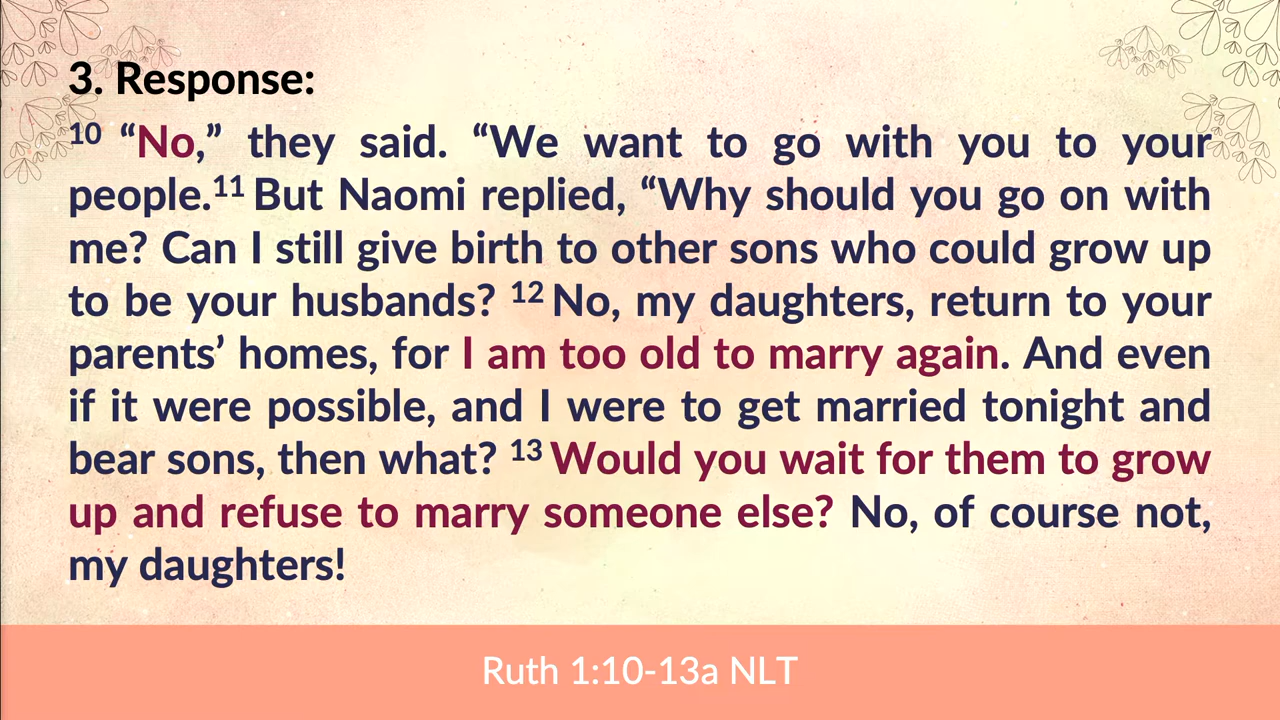 3. Response:
¹⁰ “No,” they said. “We want to go with you to your
people.¹¹ But Naomi replied, “Why should you go on with
me? Can I still give birth to other sons who could grow up
to be your husbands? ¹² No, my daughters, return to your
parents’ homes, for I am too old to marry again. And even
if it were possible, and I were to get married tonight and
bear sons, then what? ¹³ Would you wait for them to grow
up and refuse to marry someone else? No, of course not,
my daughters!
Ruth 1:10-13a NLT